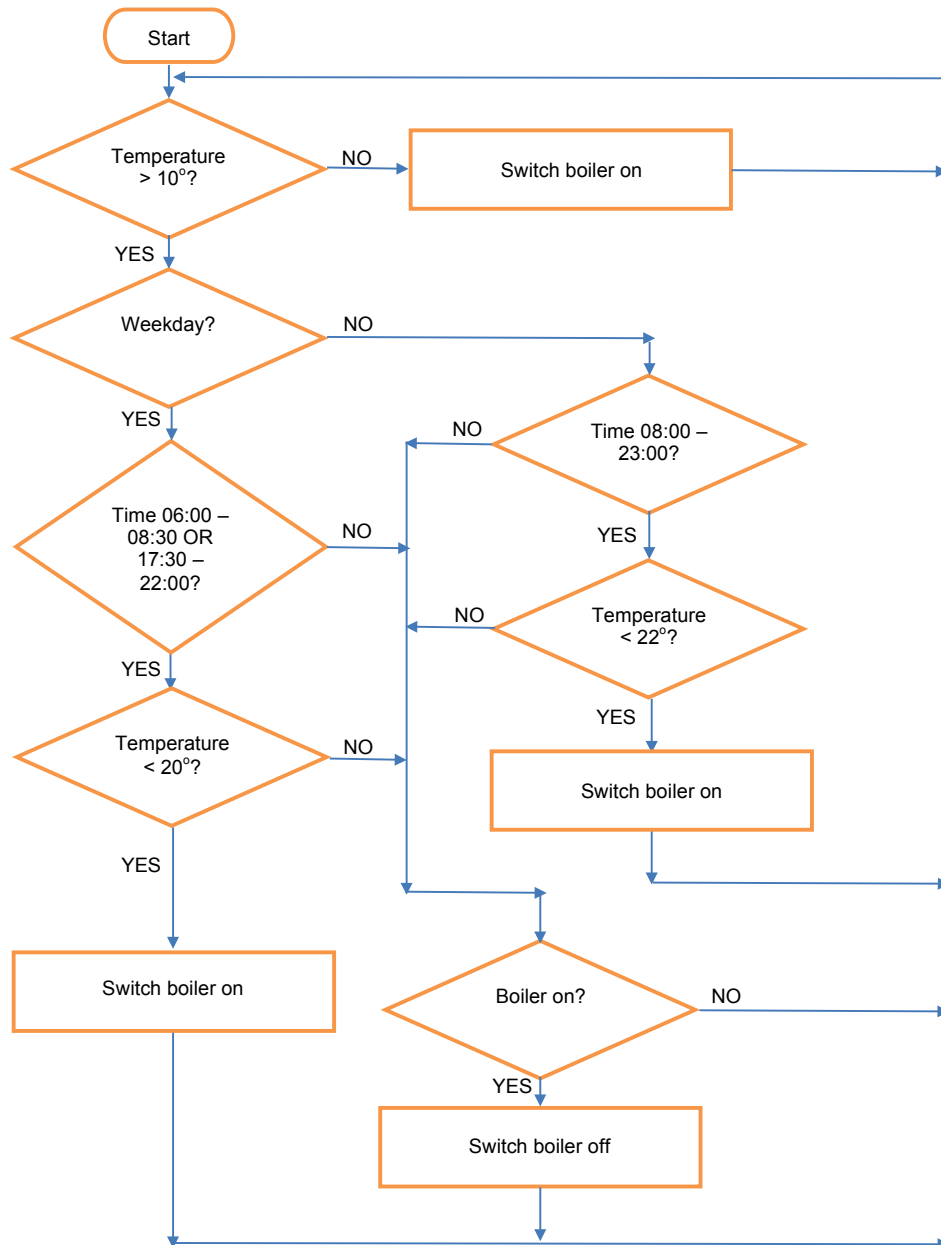 Start
Temperature
> 10°?
NO
Switch boiler on
YES
Weekday?
NO
YES
Time 08:00 –
23:00?
NO
YES
Time 06:00 –
08:30 OR
17:30 –
22:00?
NO
YES
Temperature
< 22°?
NO
YES
Temperature
< 20°?
NO
YES
Switch boiler on
Switch boiler on
Boiler on?
NO
YES
Switch boiler off